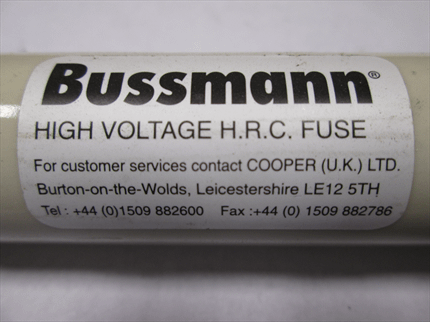 Bussmann®
HIGH VOLTAGE H.R.C. FUSE
For customer services contact COOPER (U.K.) LTD.
Burton-on-the-Wolds, Leicestershire LE12 5TH
Tel : +44 (0)1509 882600 Fax :+44 (0) 1509 882786